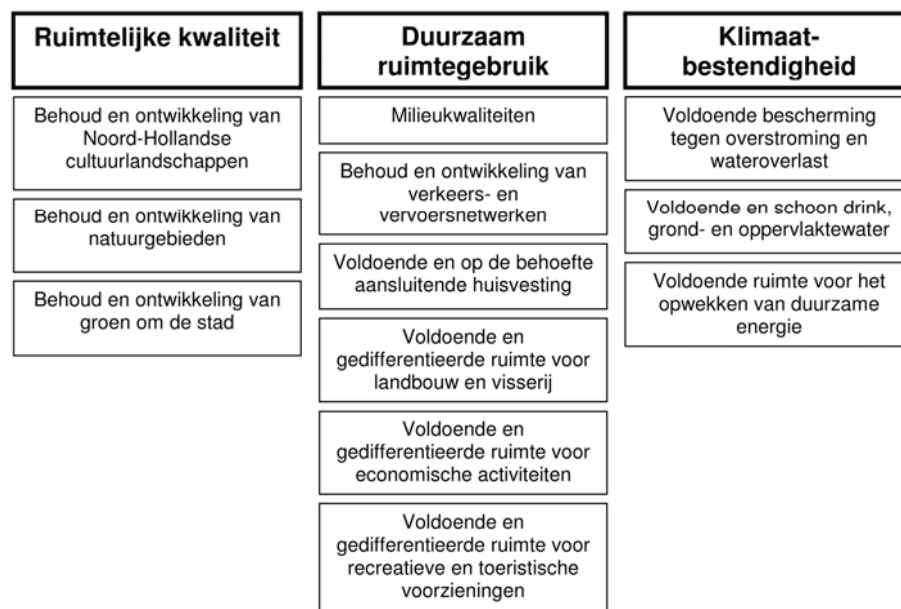 Ruimtelijke kwaliteit
Behoud en ontwikkeling van
Noord-Hollandse
cultuurlandschappen
Behoud en ontwikkeling van
natuurgebieden
Behoud en ontwikkeling van
groen om de stad
Duurzaam
ruimtegebruik
Milieukwaliteiten
Behoud en ontwikkeling van
verkeers- en
vervoersnetwerken
Voldoende en op de behoefte
aansluitende huisvesting
Voldoende en
gedifferentieerde ruimte voor
landbouw en visserij
Voldoende en
gedifferentieerde ruimte voor
economische activiteiten
Voldoende en
gedifferentieerde ruimte voor
recreatieve en toeristische
voorzieningen
Klimaat-
bestendigheid
Voldoende bescherming
tegen overstroming en
wateroverlast
Voldoende en schoon drink,
grond- en oppervlaktewater
Voldoende ruimte voor het
opwekken van duurzame
energie